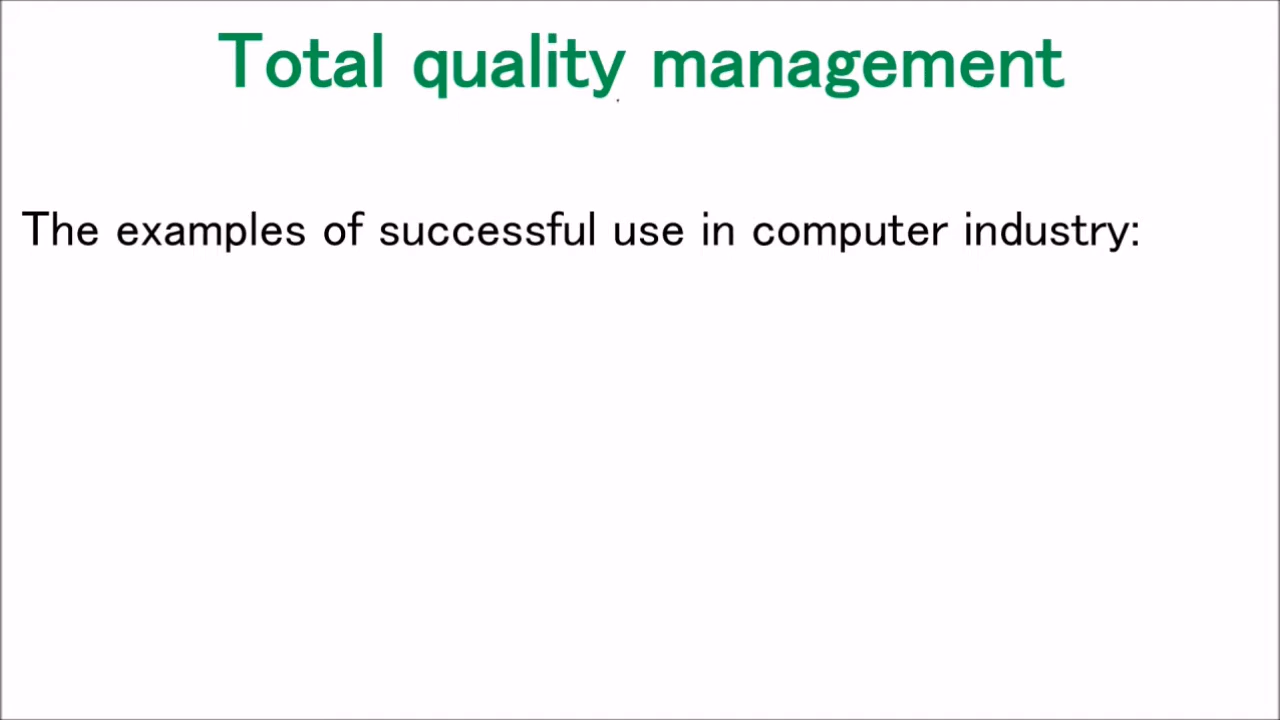 Total quality management
The examples of successful use in computer industry: